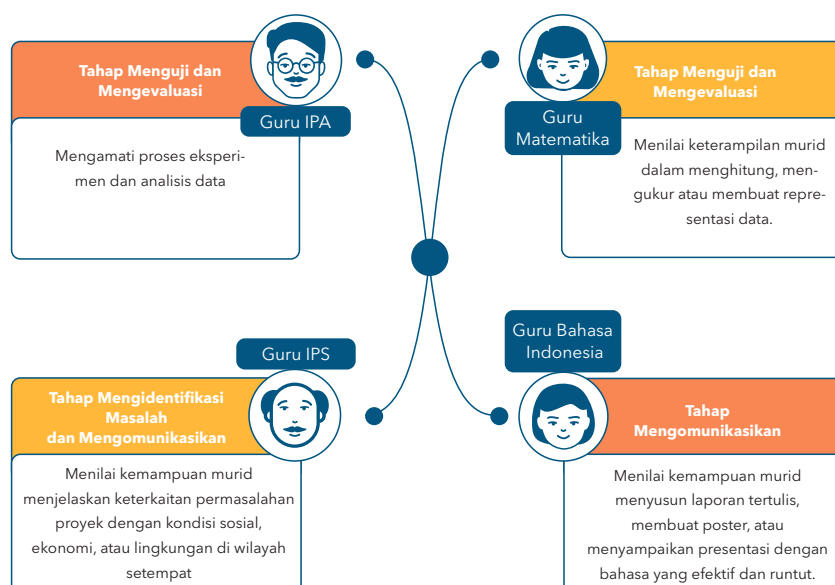 Tahap Menguji dan
Mengevaluasi
Guru IPA
Mengamati proses eksperi-
men dan analisis data
Tahap Menguji dan
Mengevaluasi
Guru
Matematika
Menilai keterampilan murid
dalam menghitung, men-
gukur atau membuat repre-
sentasi data.
Guru IPS
Tahap Mengidentifikasi
Masalah
dan Mengomunikasikan
Menilai kemampuan murid
menjelaskan keterkaitan permasalahan
proyek dengan kondisi sosial,
ekonomi, atau lingkungan di wilayah
setempat
Guru Bahasa
Indonesia
Tahap
Mengomunikasikan
Menilai kemampuan murid
menyusun laporan tertulis,
membuat poster, atau
menyampaikan presentasi dengan
bahasa yang efektif dan runtut.